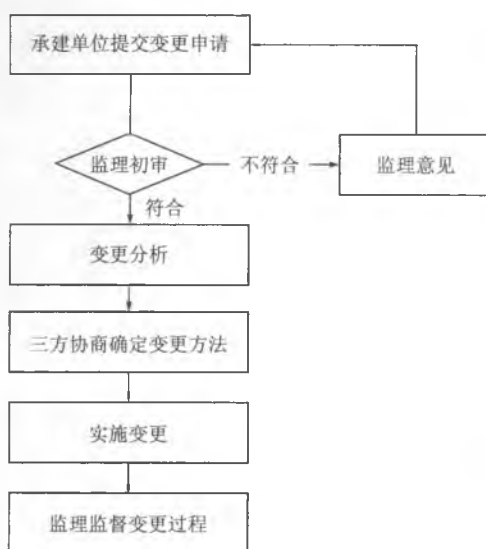 承建单位提交变更申请
监理初审
不符合
监理意见
符合
变更分析
三方协商确定变更方法
实施变更
监理监督变更过程